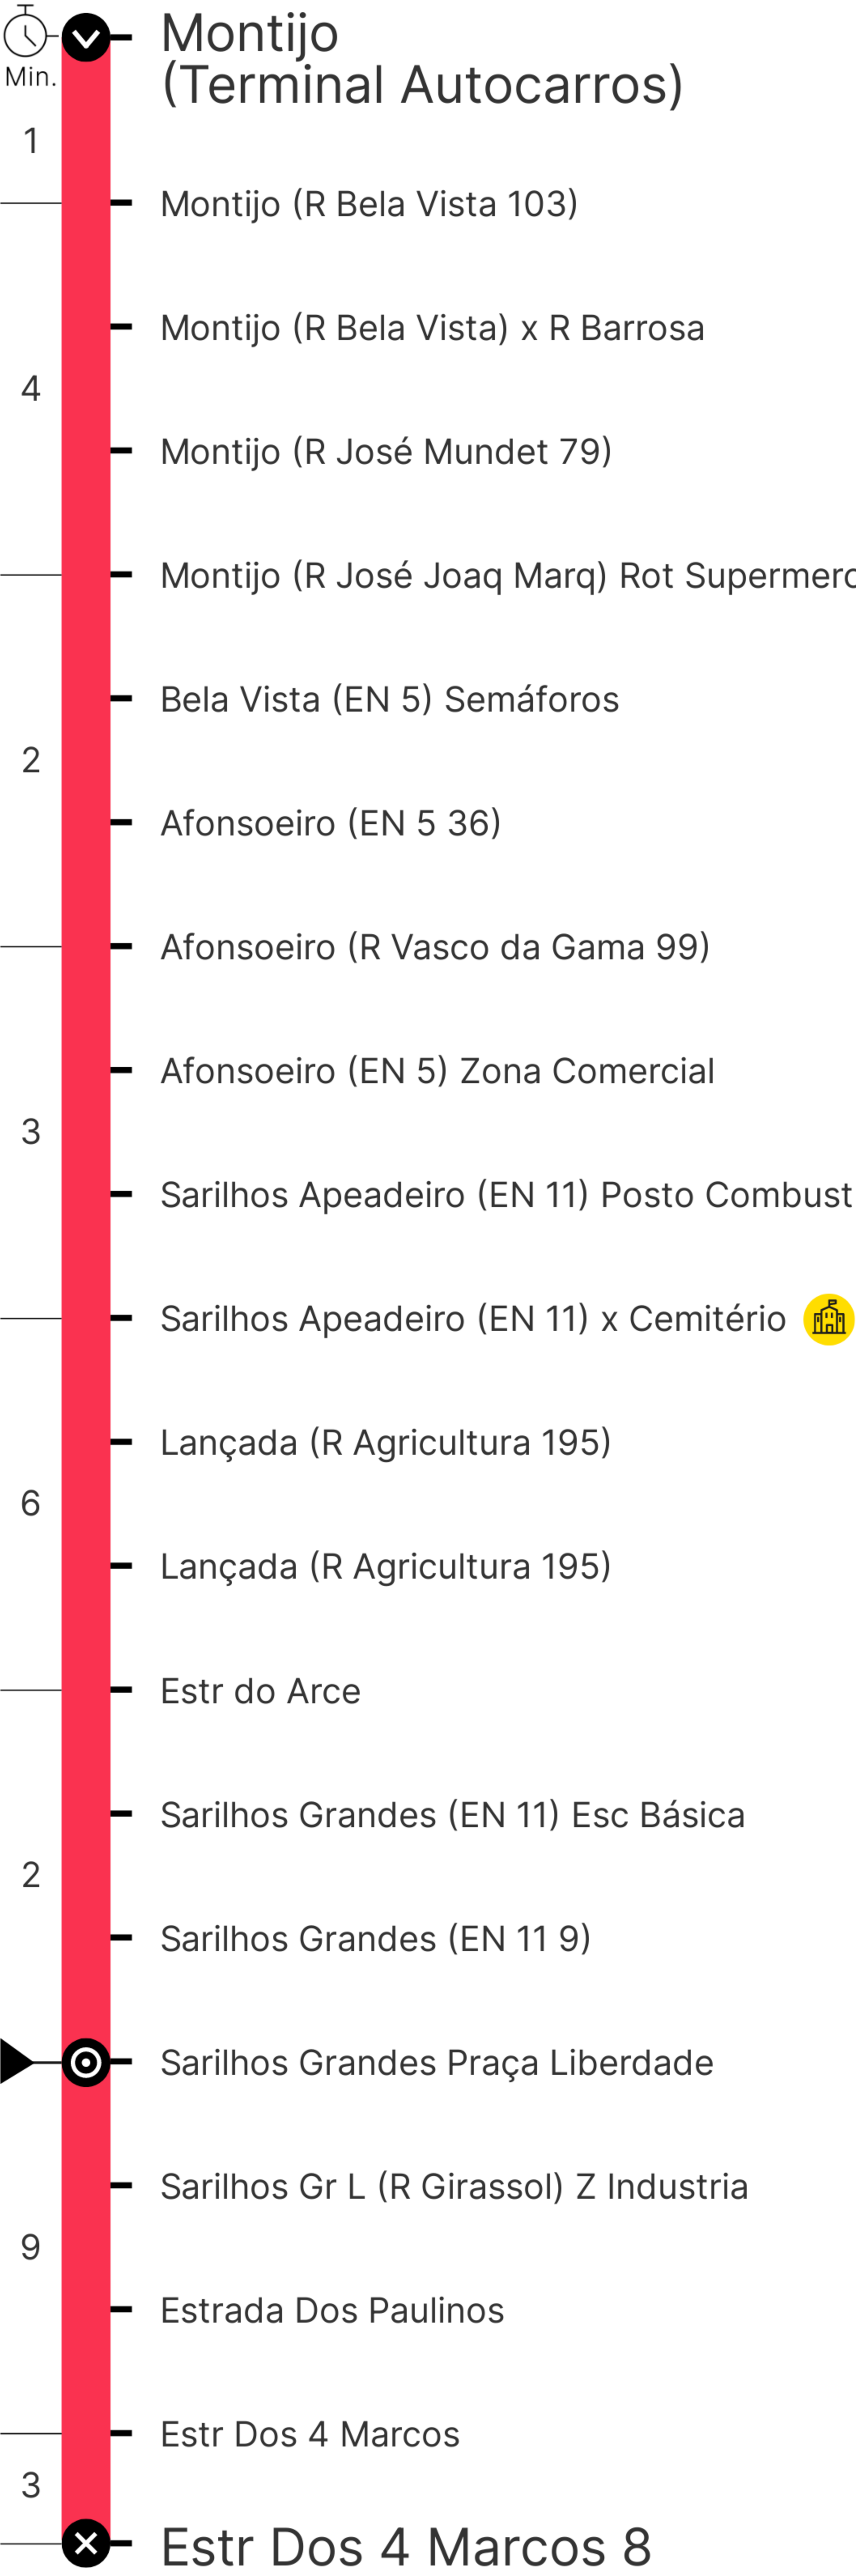 Montijo
(Terminal Autocarros)
Min.
1
Montijo (R Bela Vista 103)
Montijo (R Bela Vista) x R Barrosa
4
Montijo (R José Mundet 79)
Montijo (R José Joaq Marq) Rot Supermerc
Bela Vista (EN 5) Semáforos
2
Afonsoeiro (EN 5 36)
Afonsoeiro (R Vasco da Gama 99)
Afonsoeiro (EN 5) Zona Comercial
3
Sarilhos Apeadeiro (EN 11) Posto Combust
Sarilhos Apeadeiro (EN 11) x Cemitério
Lançada (R Agricultura 195)
6
Lançada (R Agricultura 195)
Estr do Arce
Sarilhos Grandes (EN 11) Esc Básica
2
Sarilhos Grandes (EN 11 9)
Sarilhos Grandes Praça Liberdade
Sarilhos Gr L (R Girassol) Z Industria
9
Estrada Dos Paulinos
Estr Dos 4 Marcos
3
Estr Dos 4 Marcos 8